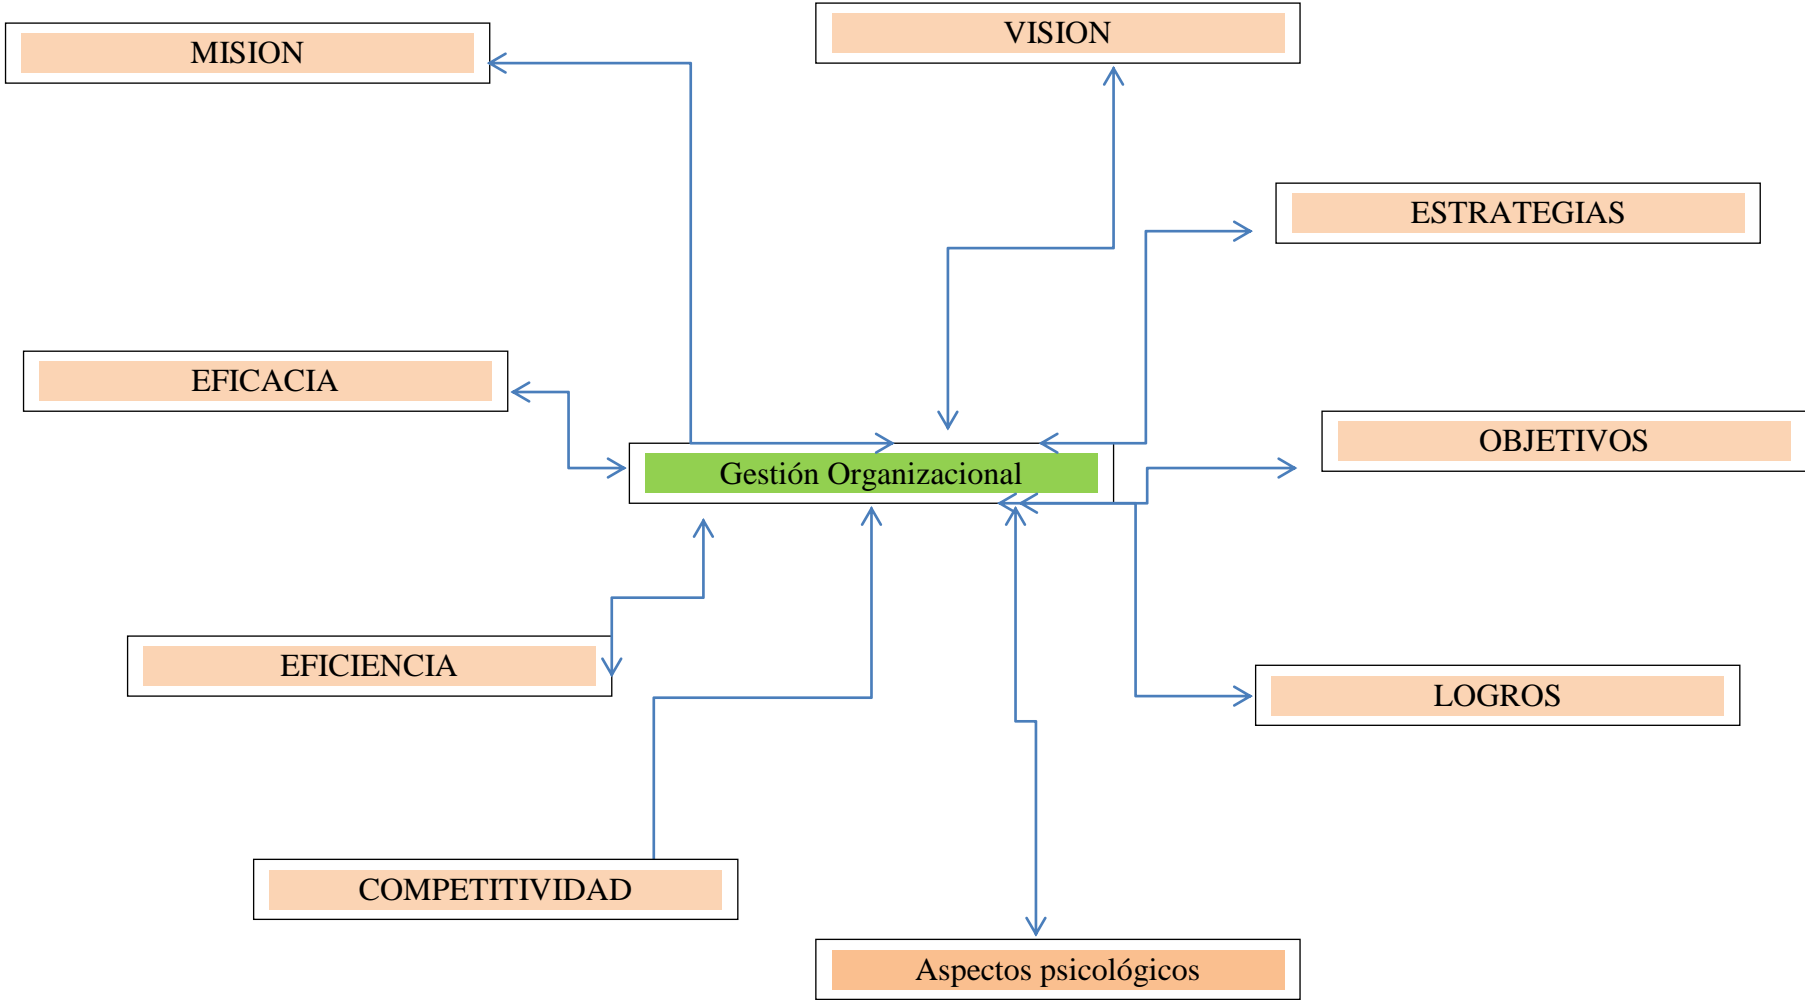 VISION
MISION
ESTRATEGIAS
EFICACIA
OBJETIVOS
Gestión Organizacional
EFICIENCIA
LOGROS
COMPETITIVIDAD
Aspectos psicológicos